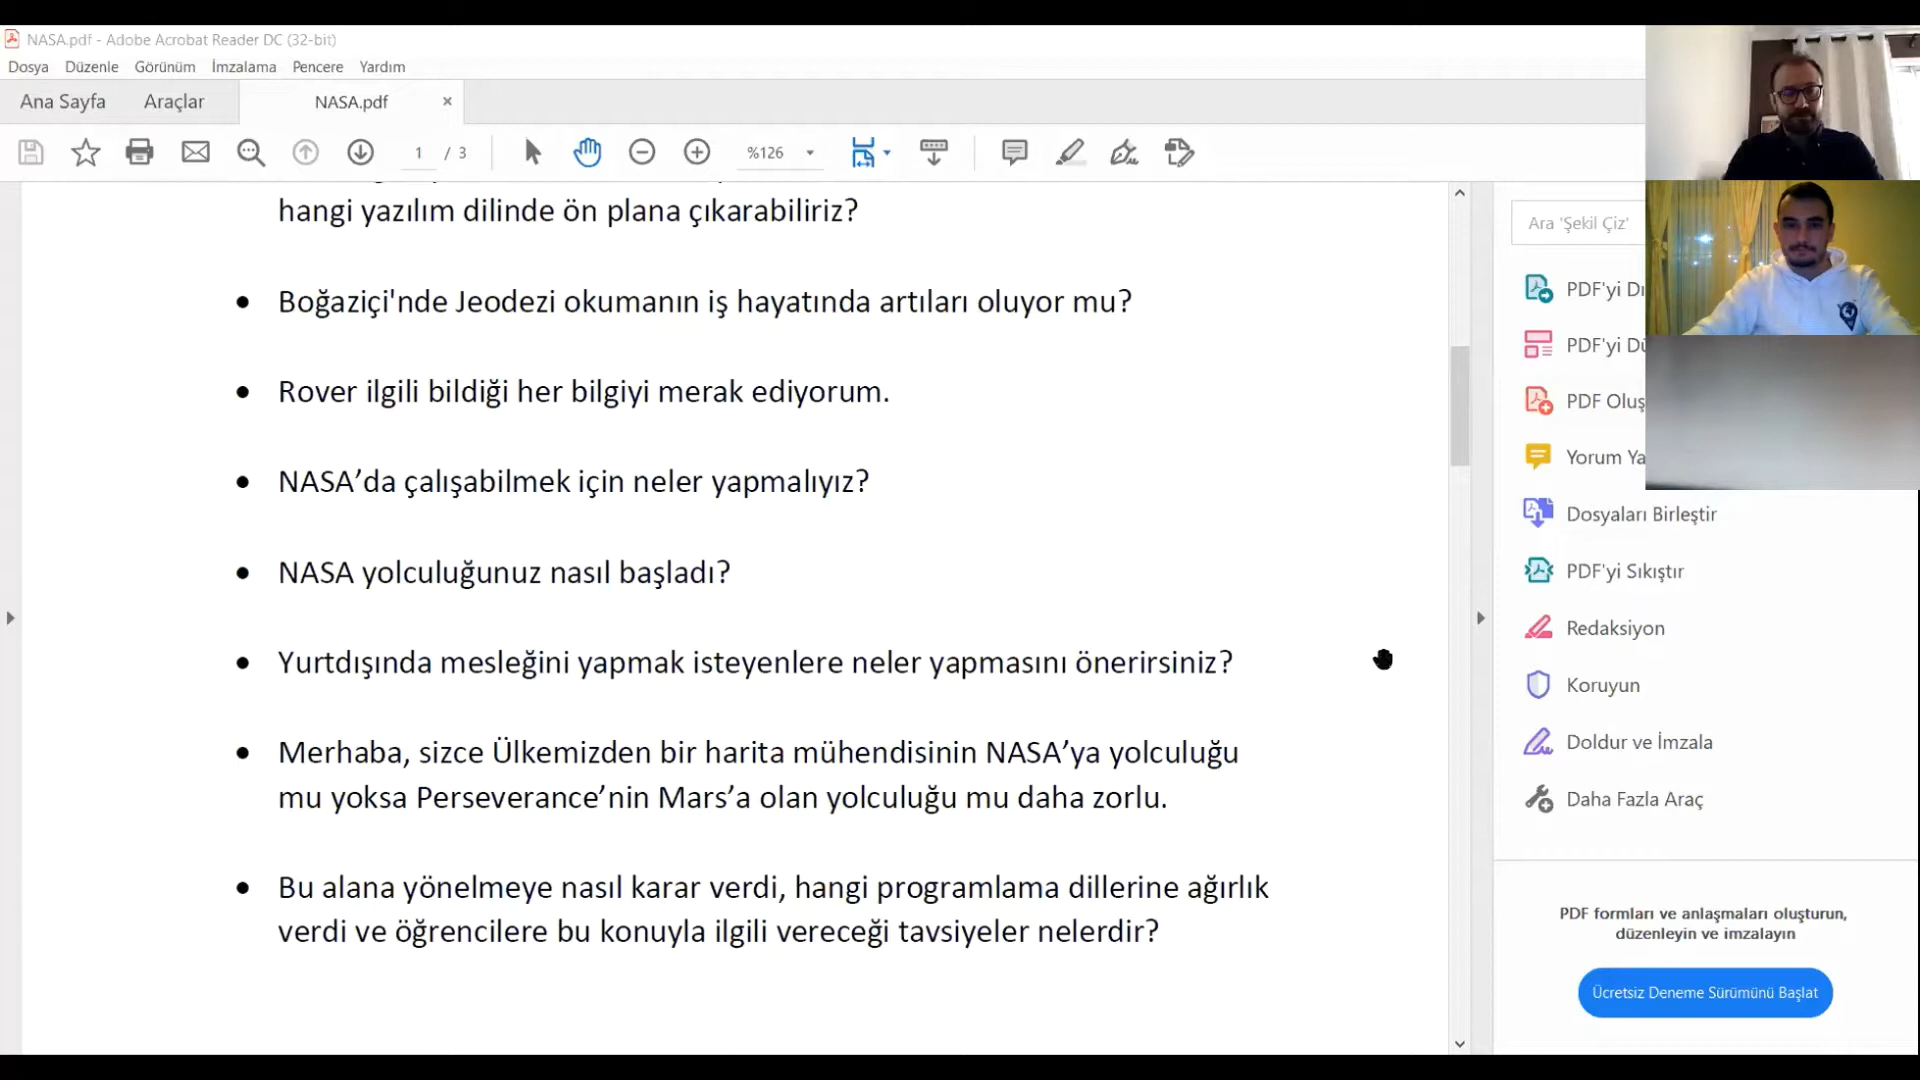 NASA.pdf - Adobe Acrobat Reader DC (32-bit)
Dosya Düzenle Görünüm İmzalama Pencere Yardım
Ana Sayfa Araçlar NASA.pdf ×
1 / 3 %126
hangi yazılım dilinde ön plana çıkarabiliriz?
• Boğaziçi'nde Jeodezi okumanın iş hayatında artıları oluyor mu?
• Rover ilgili bildiği her bilgiyi merak ediyorum.
• NASA’da çalışabilmek için neler yapmalıyız?
• NASA yolculuğunuz nasıl başladı?
• Yurtdışında mesleğini yapmak isteyenlere neler yapmasını önerirsiniz?
• Merhaba, sizce Ülkemizden bir harita mühendisinin NASA’ya yolculuğu
mu yoksa Perseverance’nin Mars’a olan yolculuğu mu daha zorlu.
• Bu alana yönelmeye nasıl karar verdi, hangi programlama dillerine ağırlık
verdi ve öğrencilere bu konuyla ilgili vereceği tavsiyeler nelerdir?
Ara 'Şekil Çiz'
PDF'yi
PDF'yi
PDF
Yorum
Dosyaları Birleştir
PDF'yi Sıkıştır
Redaksiyon
Koruyun
Doldur ve İmzala
Daha Fazla Araç
PDF formları ve anlaşmaları oluşturun,
düzenleyin ve imzalayın
Ücretsiz Deneme Sürümünü Başlat